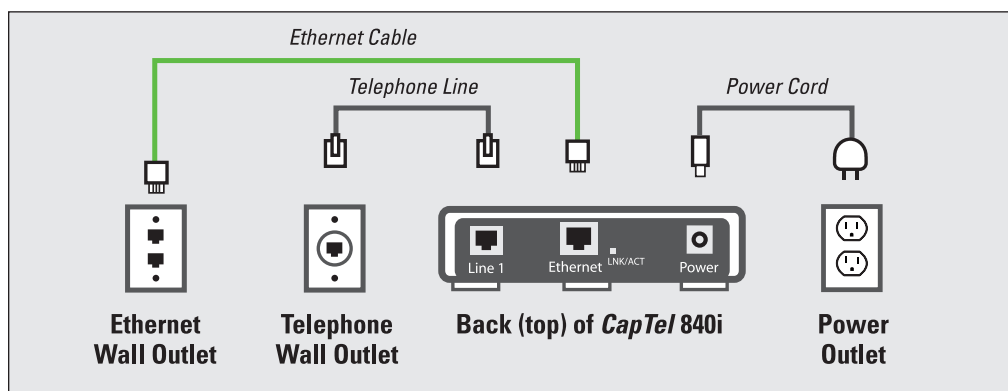 Ethernet Cable
Telephone Line
Power Cord
Line 1
Ethernet
LNK/ACT
Power
Ethernet
Wall Outlet
Telephone
Wall Outlet
Back (top) of CapTel 840i
Power
Outlet